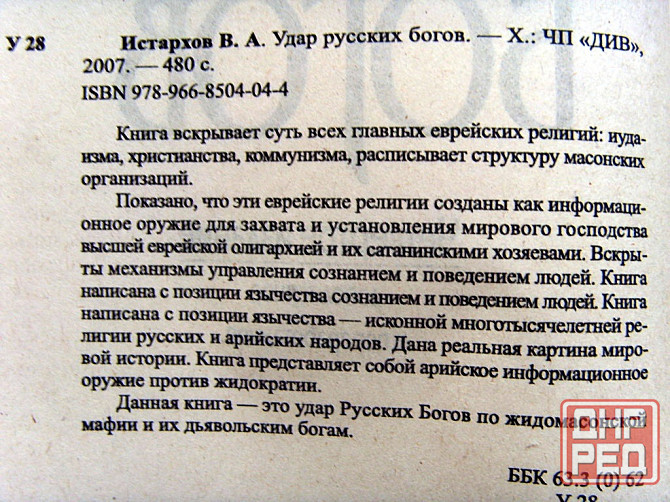 У 28 Истархов В. А. Удар русских богов. — Х.: ЧП «ДИВ»,
2007. — 480 с.
ISBN 978-966-8504-04-4
Книга вскрывает суть всех главных еврейских религий: иуда-
изма, христианства, коммунизма, расписывает структуру масонских
организаций.
Показано, что эти еврейские религии созданы как информаци-
онное оружие для захвата и установления мирового господства
высшей еврейской олигархией и их сатанинскими хозяевами. Вскры-
ты механизмы управления сознанием и поведением людей. Книга
написана с позиции язычества сознанием и поведением людей. Книга
написана с позиции язычества — исконной многотысячелетней ре-
лигии русских и арийских народов. Дана реальная картина миро-
вой истории. Книга представляет собой арийское информационное
оружие против жидократии.
Данная книга — это удар Русских Богов по жидомасонской
мафии и их дьявольским богам.
ББК 63.3 (0) 62
У 28
DHP
PED